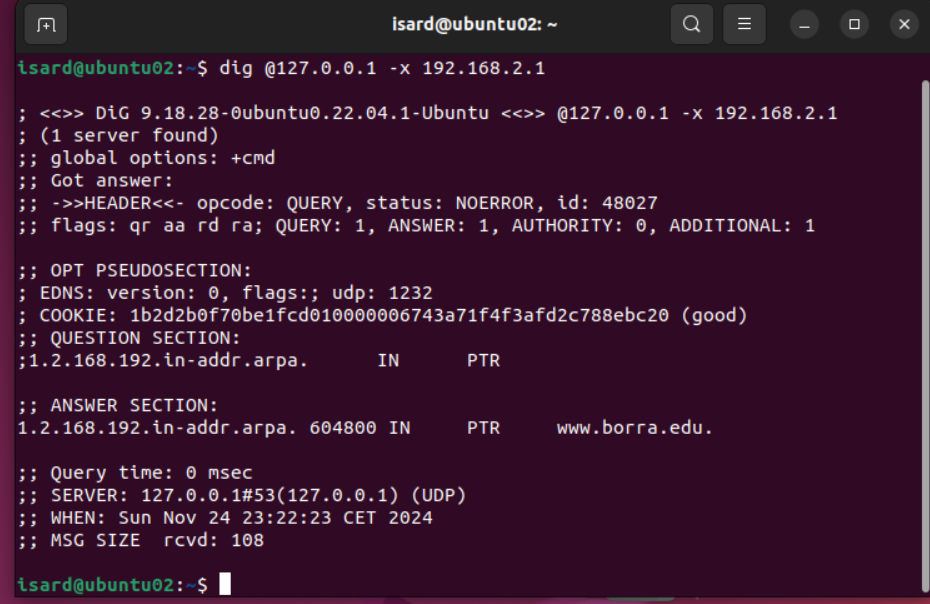 isard@ubuntu02: ~
isard@ubuntu02:~$ dig @127.0.0.1 -x 192.168.2.1
; <<>> DiG 9.18.28-0ubuntu0.22.04.1-Ubuntu <<>> @127.0.0.1 -x 192.168.2.1
; (1 server found)
;; global options: +cmd
;; Got answer:
;; ->>HEADER<<- opcode: QUERY, status: NOERROR, id: 48027
;; flags: qr aa rd ra; QUERY: 1, ANSWER: 1, AUTHORITY: 0, ADDITIONAL: 1
;; OPT PSEUDOSECTION:
; EDNS: version: 0, flags:; udp: 1232
; COOKIE: 1b2d2b0f70be1fcd010000006743a71f4f3afd2c788ebc20 (good)
;; QUESTION SECTION:
;1.2.168.192.in-addr.arpa. IN PTR
;; ANSWER SECTION:
1.2.168.192.in-addr.arpa. 604800 IN PTR www.borra.edu.
;; Query time: 0 msec
;; SERVER: 127.0.0.1#53(127.0.0.1) (UDP)
;; WHEN: Sun Nov 24 23:22:23 CET 2024
;; MSG SIZE rcvd: 108
isard@ubuntu02:~$